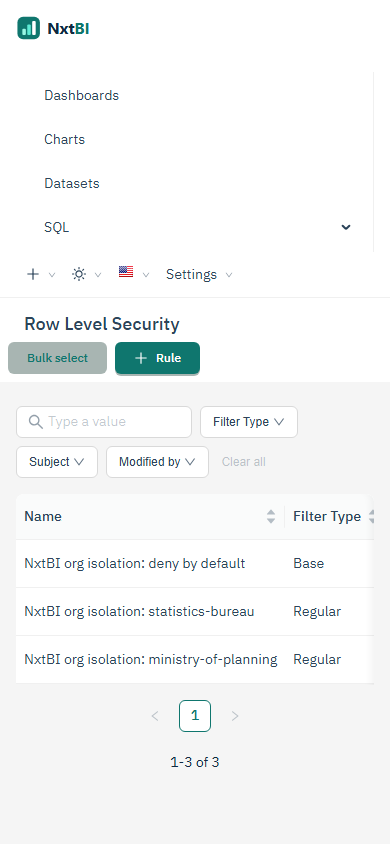 NxtBI
Dashboards
Charts
Datasets
SQL
Settings
Row Level Security
Bulk select
Rule
Type a value
Filter Type
Subject
Modified by
Clear all
Name
Filter Type
NxtBI org isolation: deny by default
Base
NxtBI org isolation: statistics-bureau
Regular
NxtBI org isolation: ministry-of-planning
Regular
1
1-3 of 3